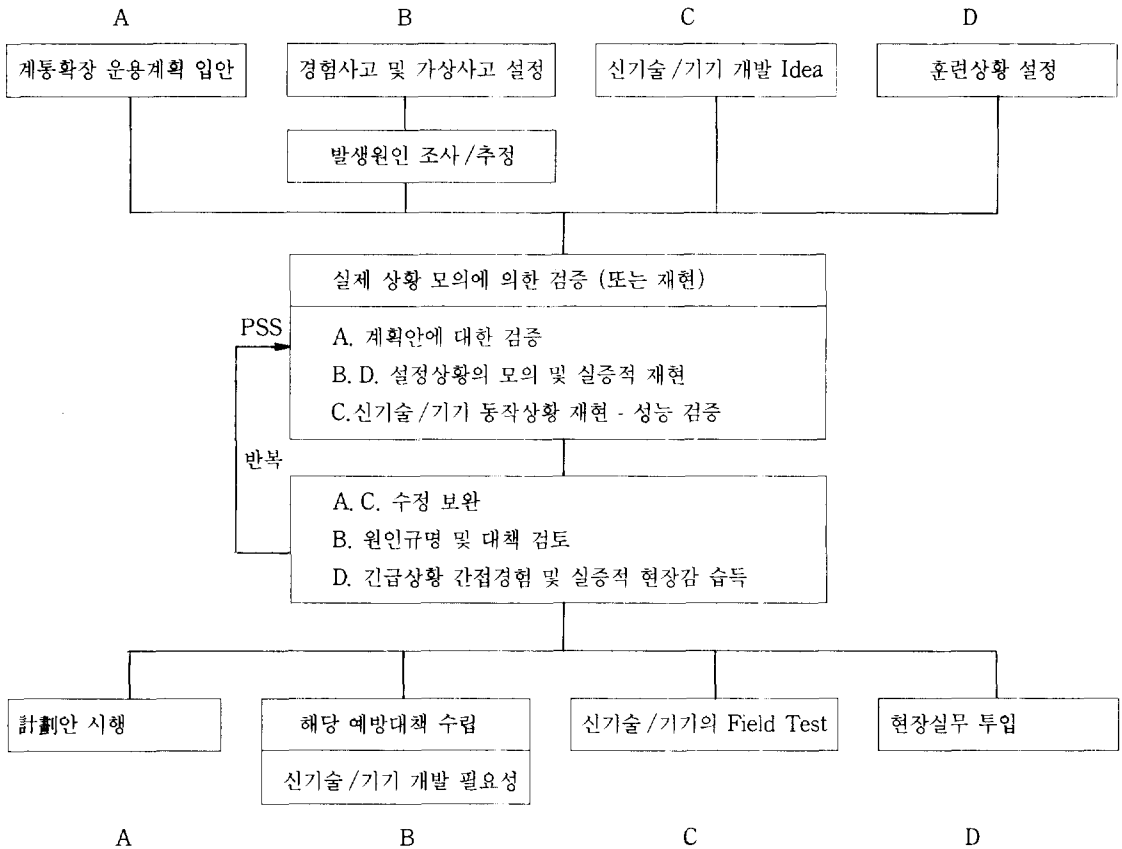 A
B
C
D
계통확장 운용계획 입안
경험사고 및 가상사고 설정
신기술/기기 개발 Idea
훈련상황 설정
발생원인 조사/추정
실제 상황 모의에 의한 검증 (또는 재현)
PSS
A. 계획안에 대한 검증
B. D. 설정상황의 모의 및 실증적 재현
C.신기술/기기 동작상황 재현 - 성능 검증
반복
A. C. 수정 보완
B. 원인규명 및 대책 검토
D. 긴급상황 간접경험 및 실증적 현장감 습득
計劃안 시행
해당 예방대책 수립
신기술/기기의 Field Test
현장실무 투입
신기술/기기 개발 필요성
A
B
C
D